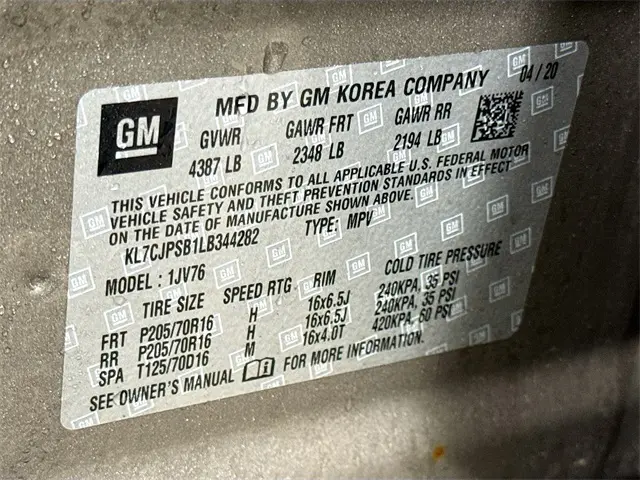 GM
MFD BY GM KOREA COMPANY 04/20
GVWR GAWR FRT GAWR RR
4387 LB 2348 LB 2194 LB
THIS VEHICLE CONFORMS TO ALL APPLICABLE U.S. FEDERAL MOTOR
VEHICLE SAFETY AND THEFT PREVENTION STANDARDS IN EFFECT
ON THE DATE OF MANUFACTURE SHOWN ABOVE.
KL7CJPSB1LB344282 TYPE: MPV
MODEL: 1JV76
TIRE SIZE SPEED RTG RIM COLD TIRE PRESSURE
FRT P205/70R16 H 16x6.5J 240KPA, 35 PSI
RR P205/70R16 H 16x6.5J 240KPA, 35 PSI
SPA T125/70D16 M 16x4.0T 420KPA, 60 PSI
SEE OWNER'S MANUAL FOR MORE INFORMATION.